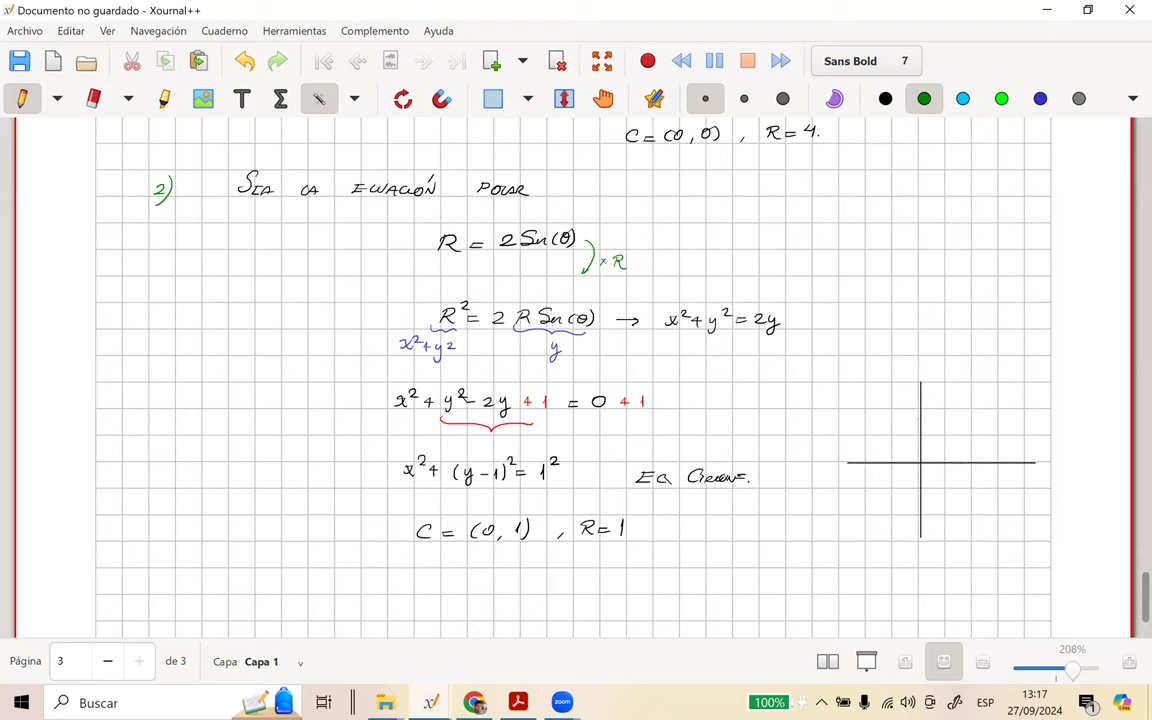 Documento no guardado - Xournal++
Archivo Editar Ver Navegación Cuaderno Herramientas Complemento Ayuda
Sans Bold 7
C = (0, 0) , R = 4.
2) SEA LA ECUACIÓN POLAR
R = 2 Sen(θ)
× R
R² = 2 R Sen(θ) → x² + y² = 2y
x² + y² y
x² + y² - 2y + 1 = 0 + 1
x² + (y - 1)² = 1² EC
C = (0, 1) , R = 1
Página 3 de 3 Capa Capa 1 208%
Buscar 100% ESP 13:17
27/09/2024 1